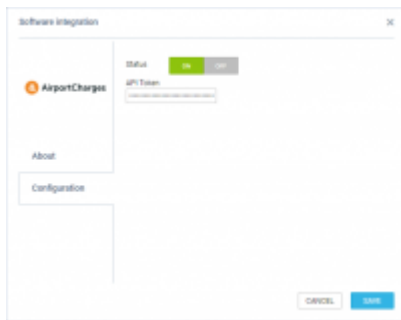 Software integration
Status
ON OFF
API Token
AirportCharges
About
Configuration
CANCEL SAVE